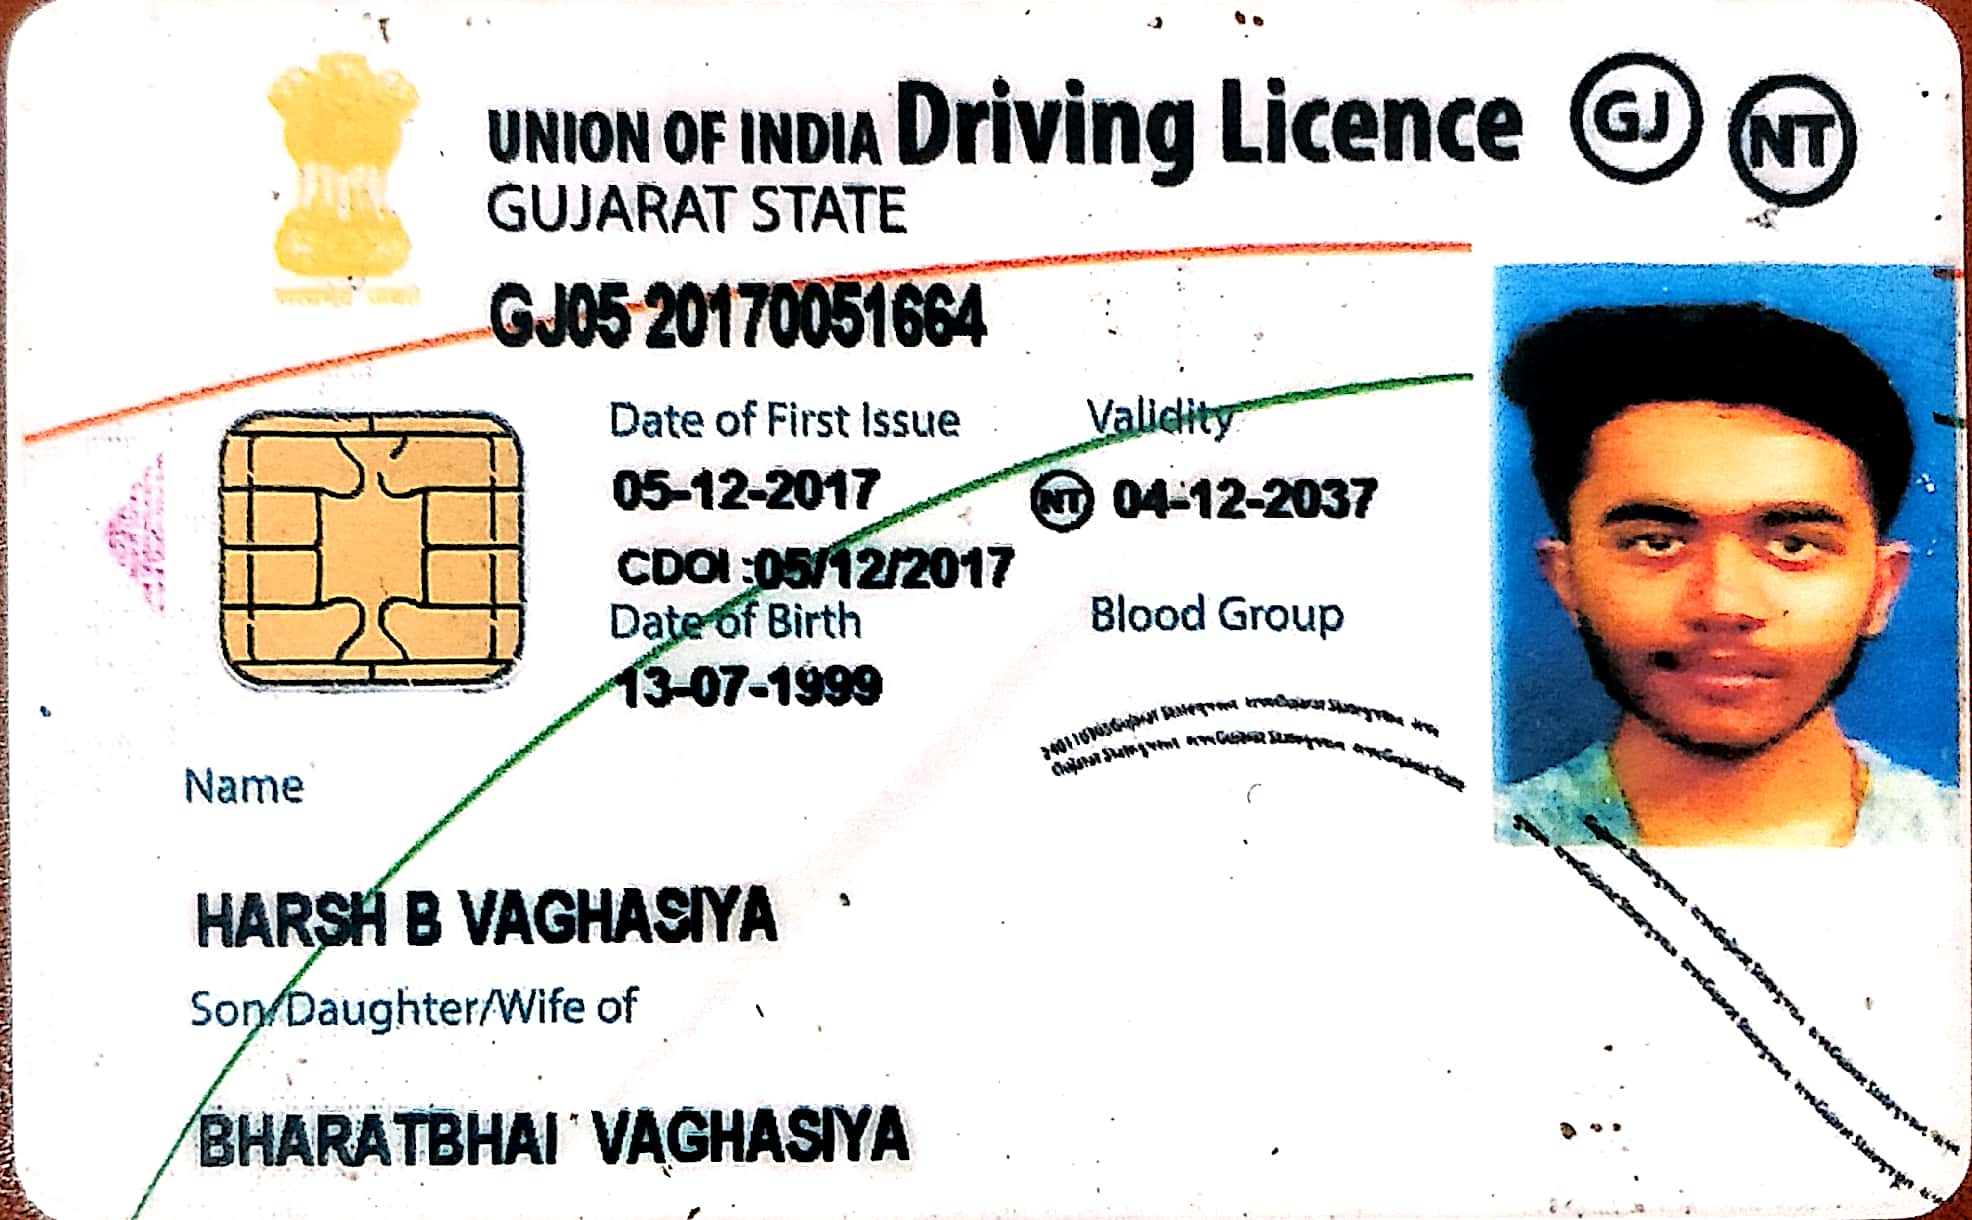 UNION OF INDIA Driving Licence GJ NT
GUJARAT STATE
GJ05 20170051664
Date of First Issue Validity
05-12-2017 NT 04-12-2037
CDOI :05/12/2017
Date of Birth Blood Group
13-07-1999
Name
HARSH B VAGHASIYA
Son/Daughter/Wife of
BHARATBHAI VAGHASIYA